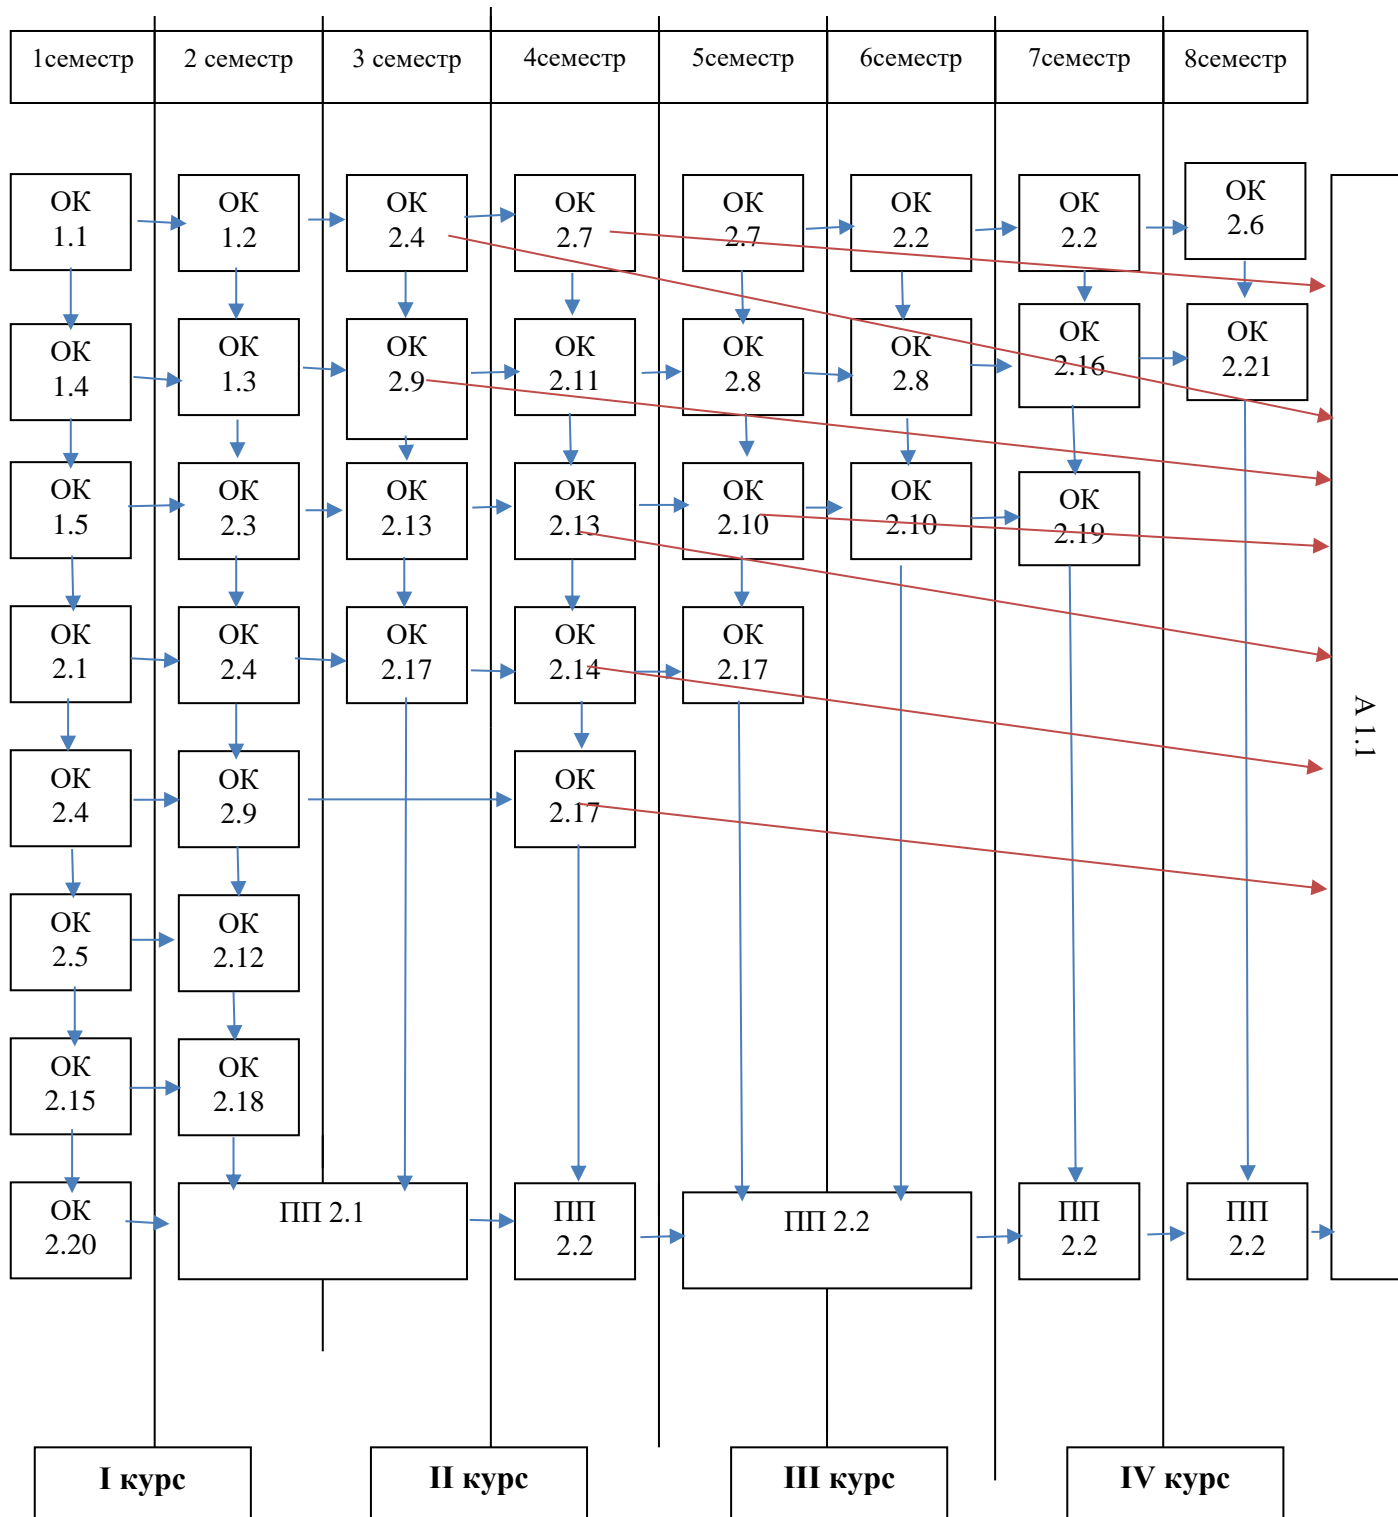 1семестр
2 семестр
3 семестр
4семестр
5семестр
6семестр
7семестр
8семестр
ОК
1.1
ОК
1.2
ОК
2.4
ОК
2.7
ОК
2.7
ОК
2.2
ОК
2.2
ОК
2.6
ОК
1.4
ОК
1.3
ОК
2.9
ОК
2.11
ОК
2.8
ОК
2.8
ОК
2.16
ОК
2.21
ОК
1.5
ОК
2.3
ОК
2.13
ОК
2.13
ОК
2.10
ОК
2.10
ОК
2.19
ОК
2.1
ОК
2.4
ОК
2.17
ОК
2.14
ОК
2.17
А 1.1
ОК
2.4
ОК
2.9
ОК
2.17
ОК
2.5
ОК
2.12
ОК
2.15
ОК
2.18
ОК
2.20
ПП 2.1
ПП
2.2
ПП 2.2
ПП
2.2
ПП
2.2
I курс
II курс
III курс
IV курс